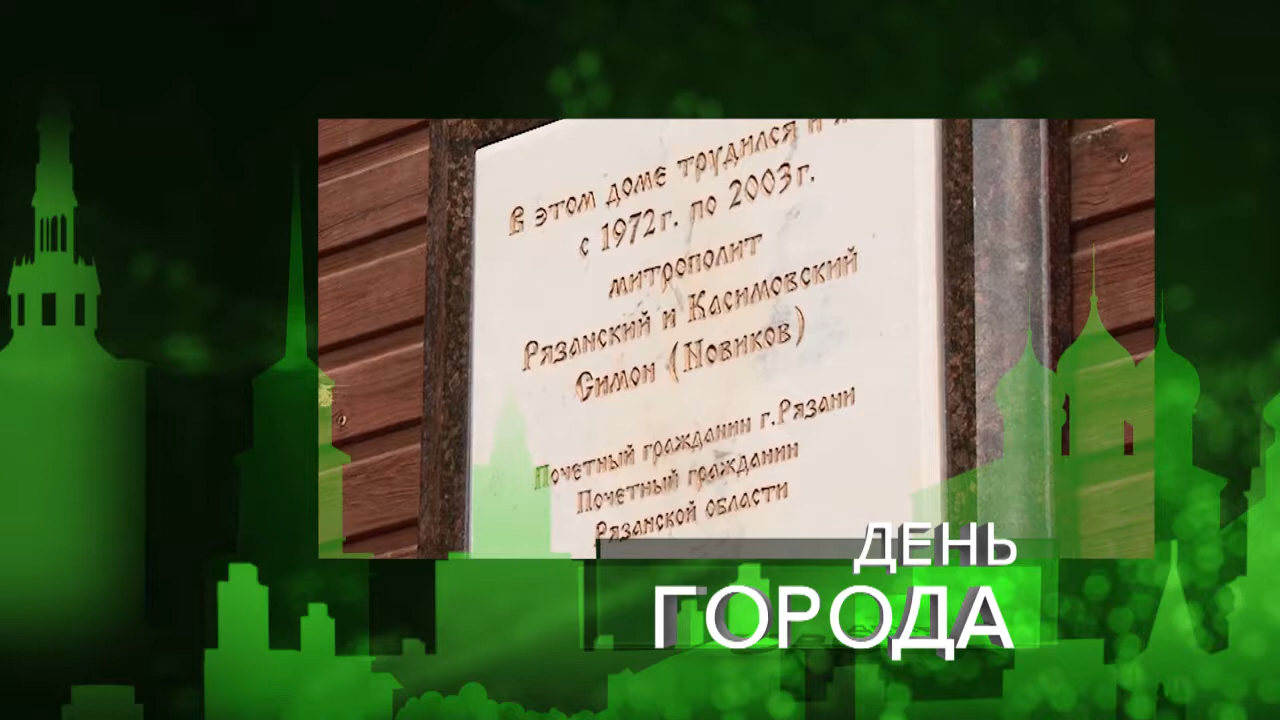 В этом доме трудился и
с 1972 г. по 2003 г.
митрополит
Рязанский и Касимовский
Симон (Новиков)
Почетный гражданин г. Рязани
Почетный гражданин
Рязанской области
ДЕНЬ
ГОРОДА